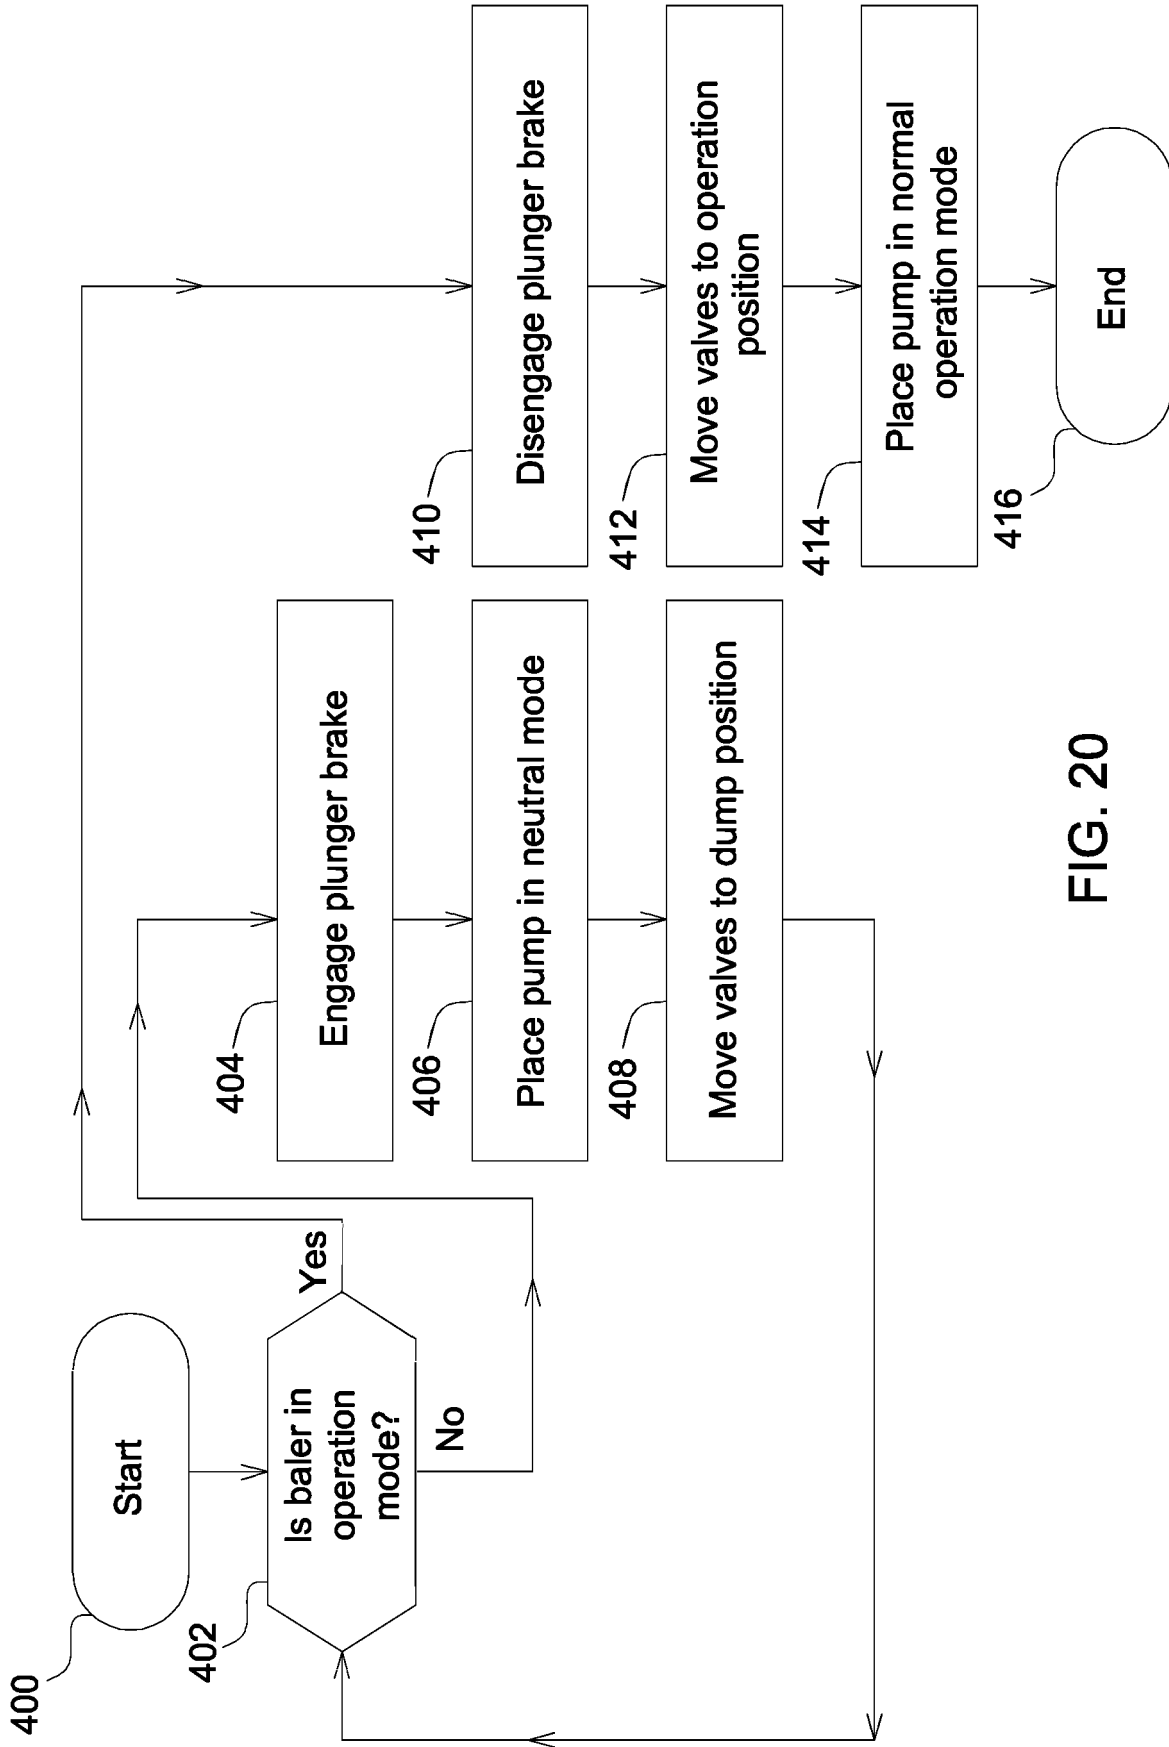 400
Start
402
Is baler in
operation
mode?
Yes
No
404
Engage plunger brake
406
Place pump in neutral mode
408
Move valves to dump position
410
Disengage plunger brake
412
Move valves to operation
position
414
Place pump in normal
operation mode
416
End
FIG. 20